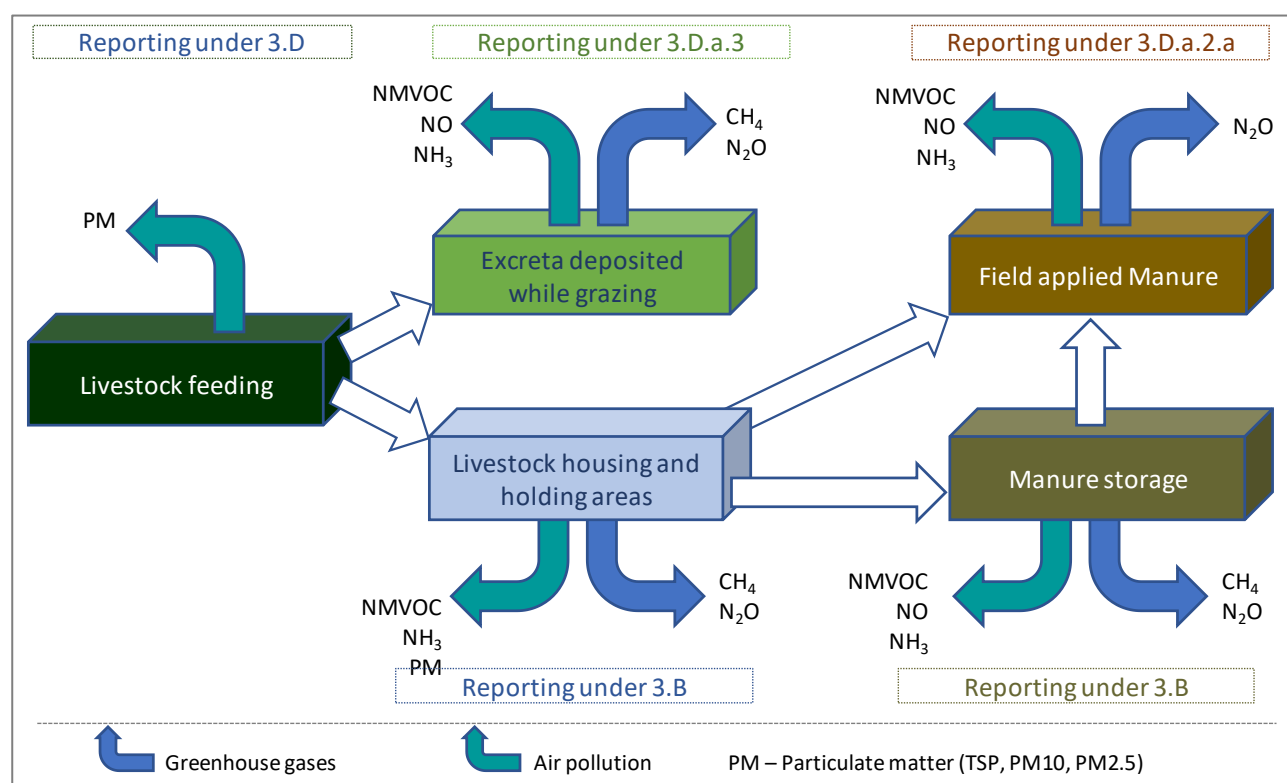 Reporting under 3.D
Reporting under 3.D.a.3
Reporting under 3.D.a.2.a
NMVOC
NO
NH₃
CH₄
N₂O
NMVOC
NO
NH₃
N₂O
PM
Excreta deposited
while grazing
Field applied Manure
Livestock feeding
Livestock housing and
holding areas
Manure storage
NMVOC
NH₃
PM
CH₄
N₂O
NMVOC
NO
NH₃
CH₄
N₂O
Reporting under 3.B
Reporting under 3.B
Greenhouse gases
Air pollution
PM – Particulate matter (TSP, PM10, PM2.5)